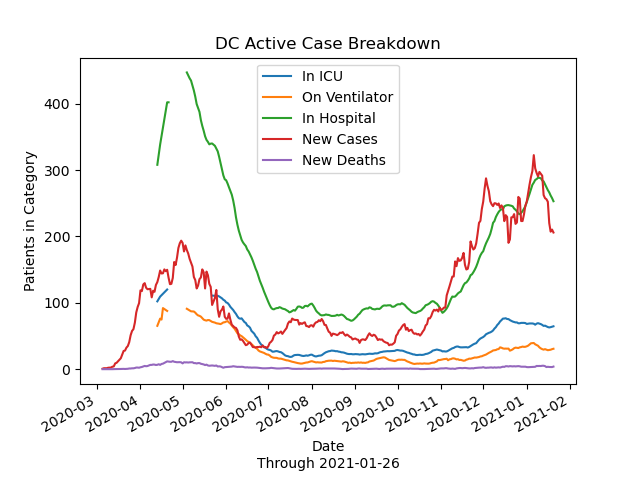 DC Active Case Breakdown
In ICU
On Ventilator
In Hospital
New Cases
New Deaths
Patients in Category
400
300
200
100
0
2020-03
2020-04
2020-05
2020-06
2020-07
2020-08
2020-09
2020-10
2020-11
2020-12
2021-01
2021-02
Date
Through 2021-01-26